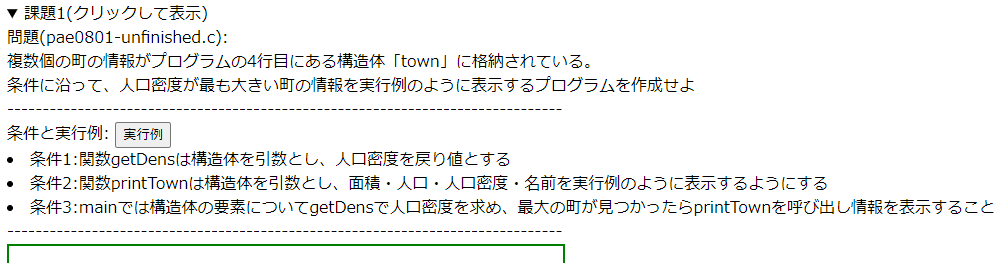 ▼ 課題1(クリックして表示)
問題(pae0801-unfinished.c):
複数個の町の情報がプログラムの4行目にある構造体「town」に格納されている。
条件に沿って、人口密度が最も大きい町の情報を実行例のように表示するプログラムを作成せよ
--------------------------------------------------------------------------------
条件と実行例: 実行例
• 条件1:関数getDensは構造体を引数とし、人口密度を戻り値とする
• 条件2:関数printTownは構造体を引数とし、面積・人口・人口密度・名前を実行例のように表示するようにする
• 条件3:mainでは構造体の要素についてgetDensで人口密度を求め、最大の町が見つかったらprintTownを呼び出し情報を表示すること
--------------------------------------------------------------------------------